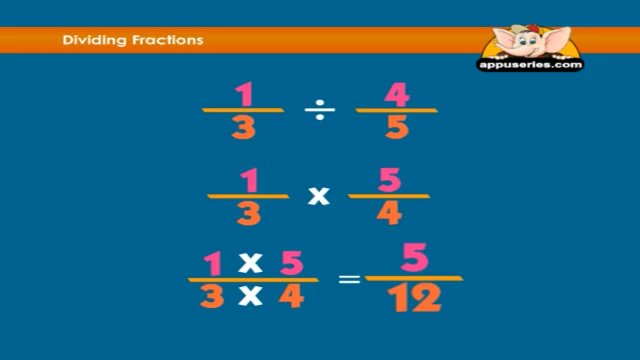 Dividing Fractions
appuseries.com
1/3 ÷ 4/5
1/3 x 5/4
1 x 5/3 x 4 = 5/12